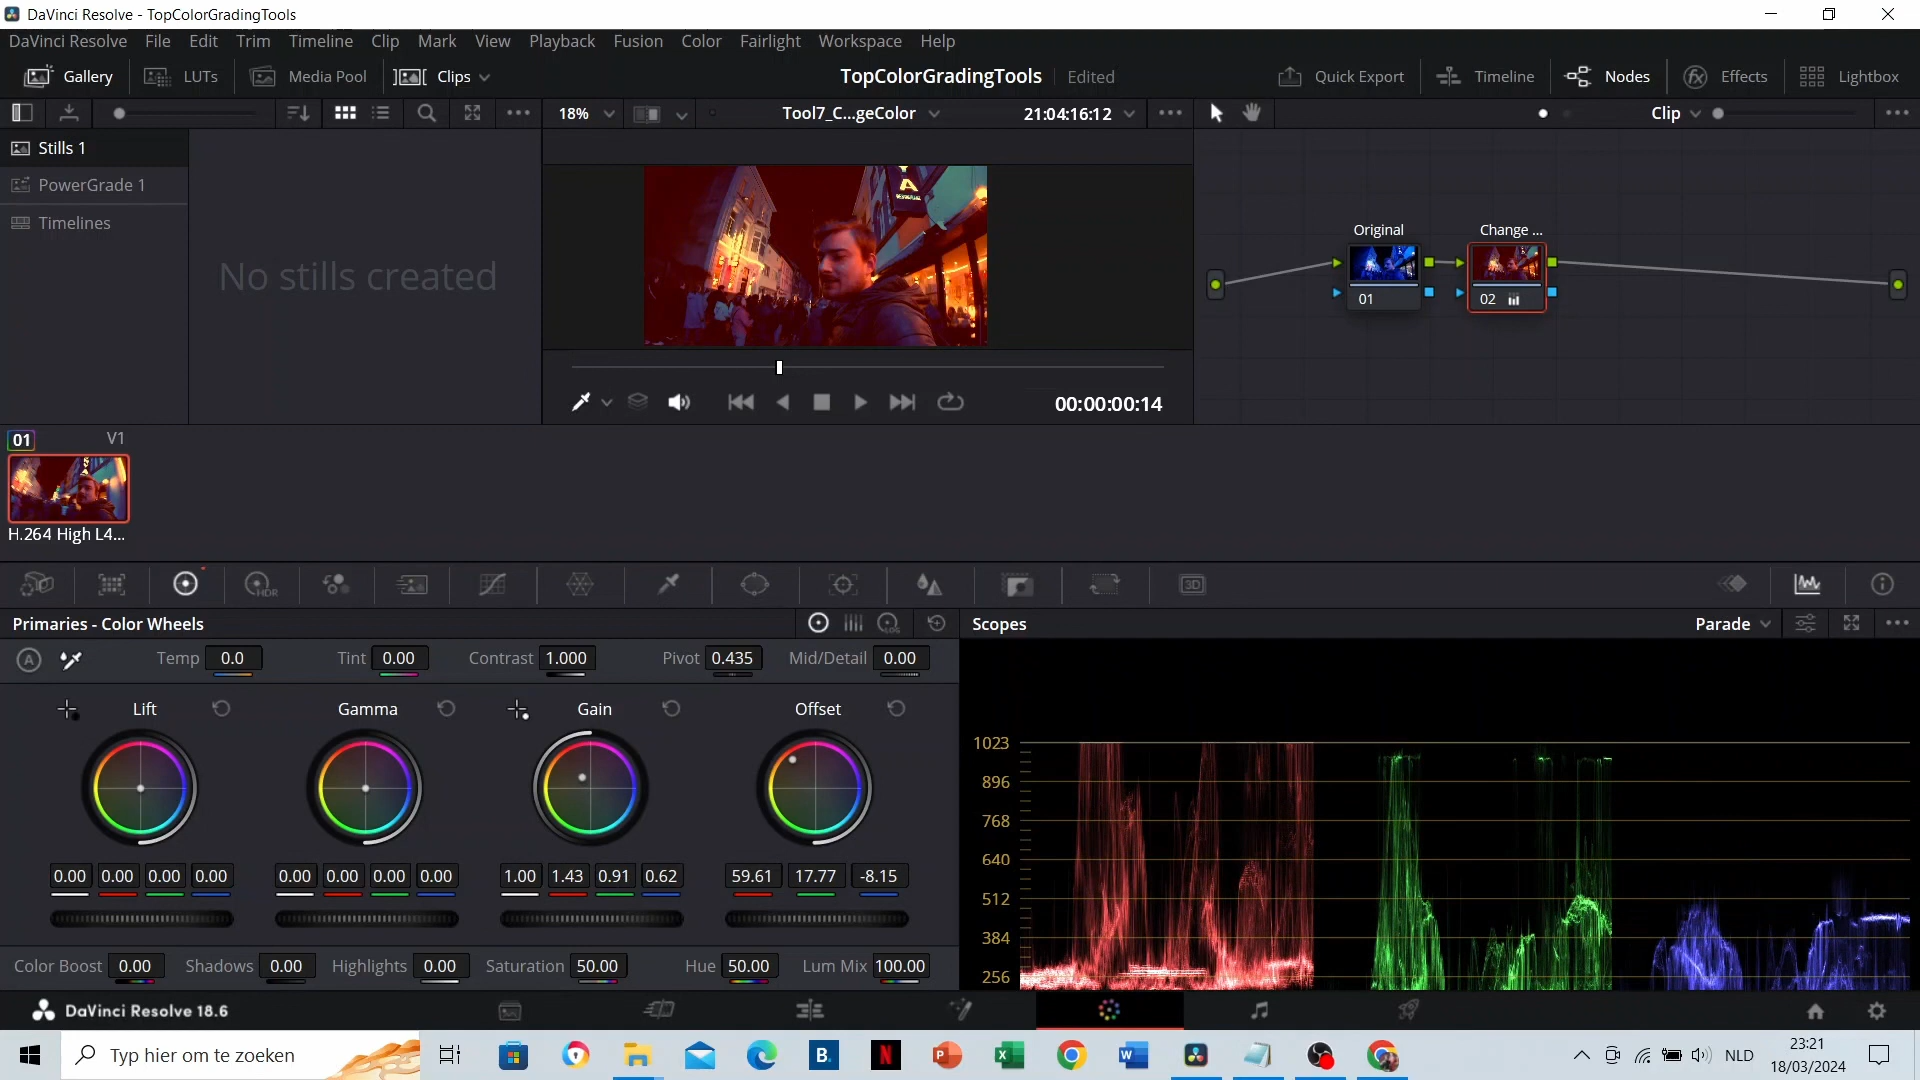 DaVinci Resolve - TopColorGradingTools
DaVinci Resolve File Edit Trim Timeline Clip Mark View Playback Fusion Color Fairlight Workspace Help
Gallery LUTs Media Pool Clips TopColorGradingTools Edited Quick Export Timeline Nodes Effects Lightbox
18% Tool7_C...geColor 21:04:16:12 Clip
Stills 1
PowerGrade 1
Timelines
No stills created
A
Original Change ...
01 02
00:00:00:14
01 V1
H.264 High L4...
HDR
3D
Primaries - Color Wheels
LOG
Scopes Parade
A Temp 0.0 Tint 0.00 Contrast 1.000 Pivot 0.435 Mid/Detail 0.00
Lift Gamma Gain Offset
1023
896
768
640
512
384
256
0.00 0.00 0.00 0.00 0.00 0.00 0.00 0.00 1.00 1.43 0.91 0.62 59.61 17.77 -8.15
Color Boost 0.00 Shadows 0.00 Highlights 0.00 Saturation 50.00 Hue 50.00 Lum Mix 100.00
DaVinci Resolve 18.6
Typ hier om te zoeken
B.
N
P
X
W
NLD
23:21
18/03/2024